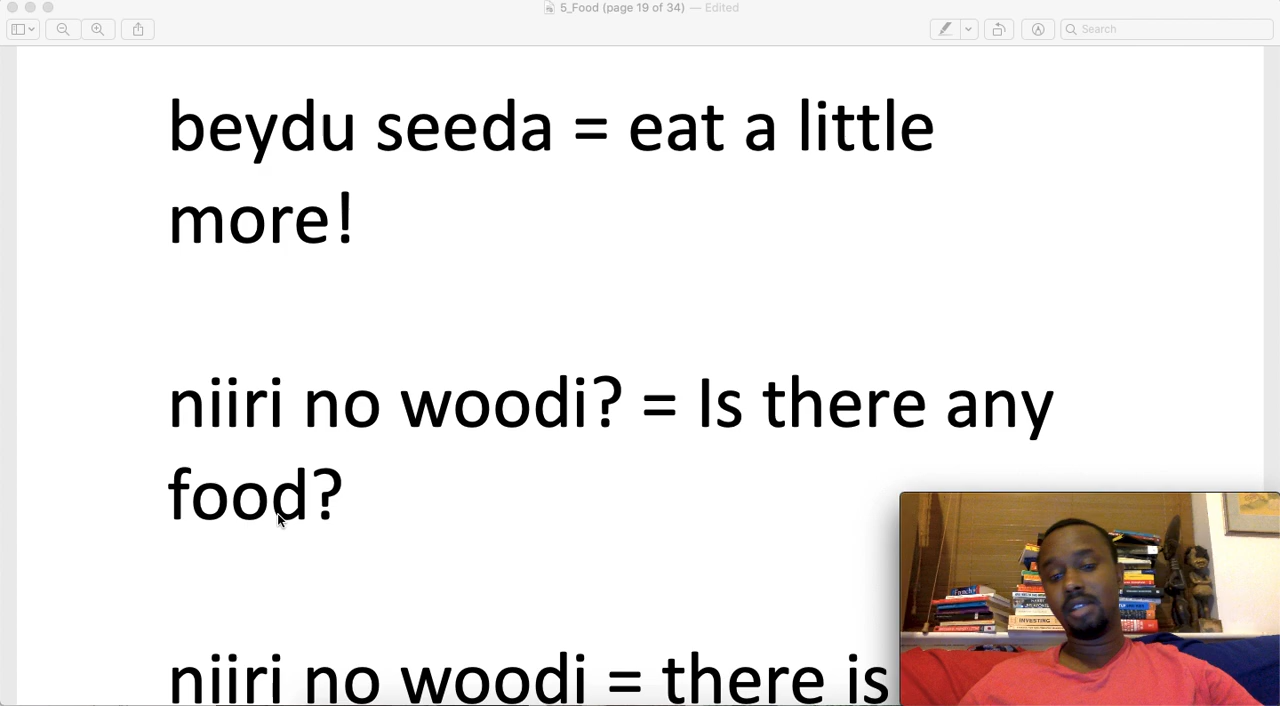 5_Food (page 19 of 34) — Edited
Search
beydu seeda = eat a little
more!
niiri no woodi? = Is there any
food?
niiri no woodi = there is
INVESTING